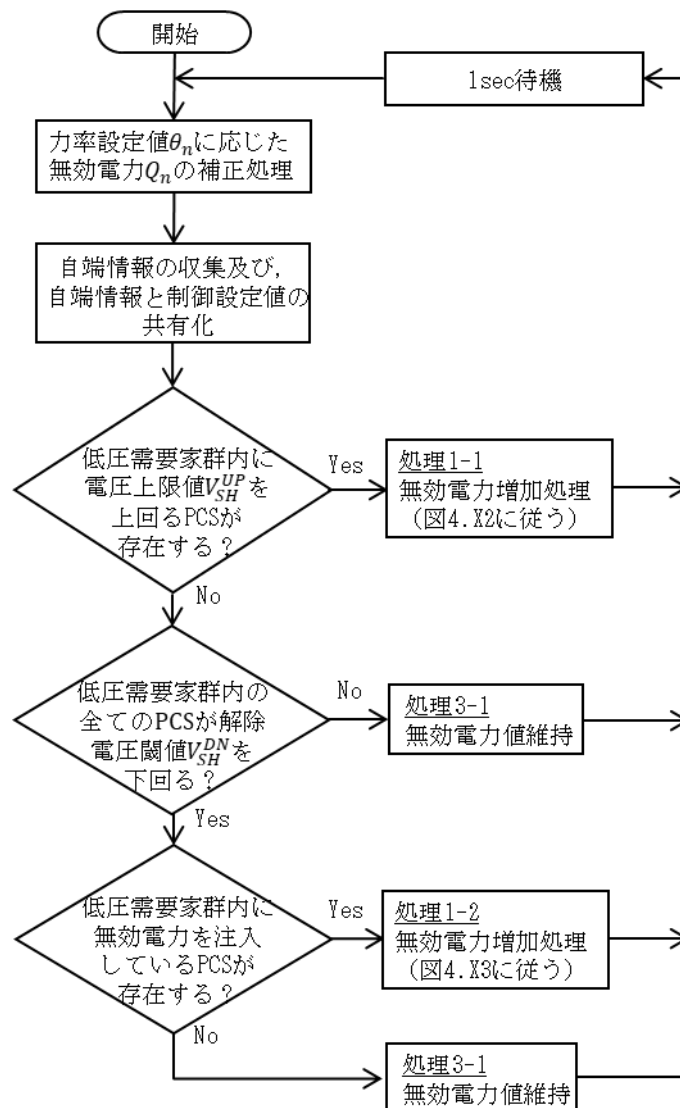 開始
1sec待機
力率設定値θnに応じた
無効電力Qnの補正処理
自端情報の収集及び,
自端情報と制御設定値の
共有化
低圧需要家群内に
電圧上限値V_SH^UPを
上回るPCSが
存在する?
Yes
処理1-1
無効電力増加処理
(図4.X2に従う)
No
低圧需要家群内の
全てのPCSが解除
電圧閾値V_SH^DNを
下回る?
No
処理3-1
無効電力値維持
Yes
低圧需要家群内に
無効電力を注入
しているPCSが
存在する?
Yes
処理1-2
無効電力増加処理
(図4.X3に従う)
No
処理3-1
無効電力値維持